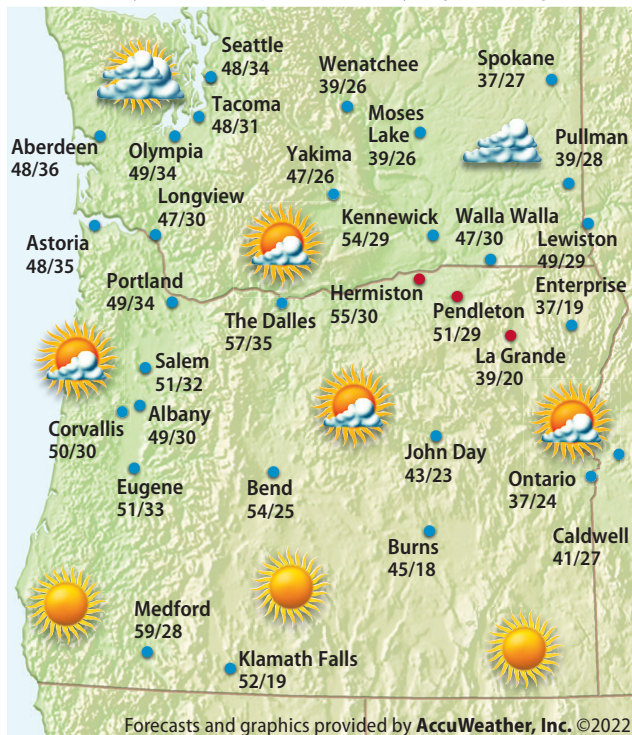 Seattle
48/34
Wenatchee
39/26
Spokane
37/27
Tacoma
48/31
Moses
Lake
39/26
Aberdeen
48/36
Olympia
49/34
Yakima
47/26
Pullman
39/28
Longview
47/30
Kennewick
54/29
Walla Walla
47/30
Lewiston
49/29
Astoria
48/35
Portland
49/34
The Dalles
57/35
Hermiston
55/30
Pendleton
51/29
Enterprise
37/19
La Grande
39/20
Salem
51/32
Albany
49/30
Corvallis
50/30
John Day
43/23
Eugene
51/33
Bend
54/25
Ontario
37/24
Burns
45/18
Caldwell
41/27
Medford
59/28
Klamath Falls
52/19
Forecasts and graphics provided by AccuWeather, Inc. ©2022